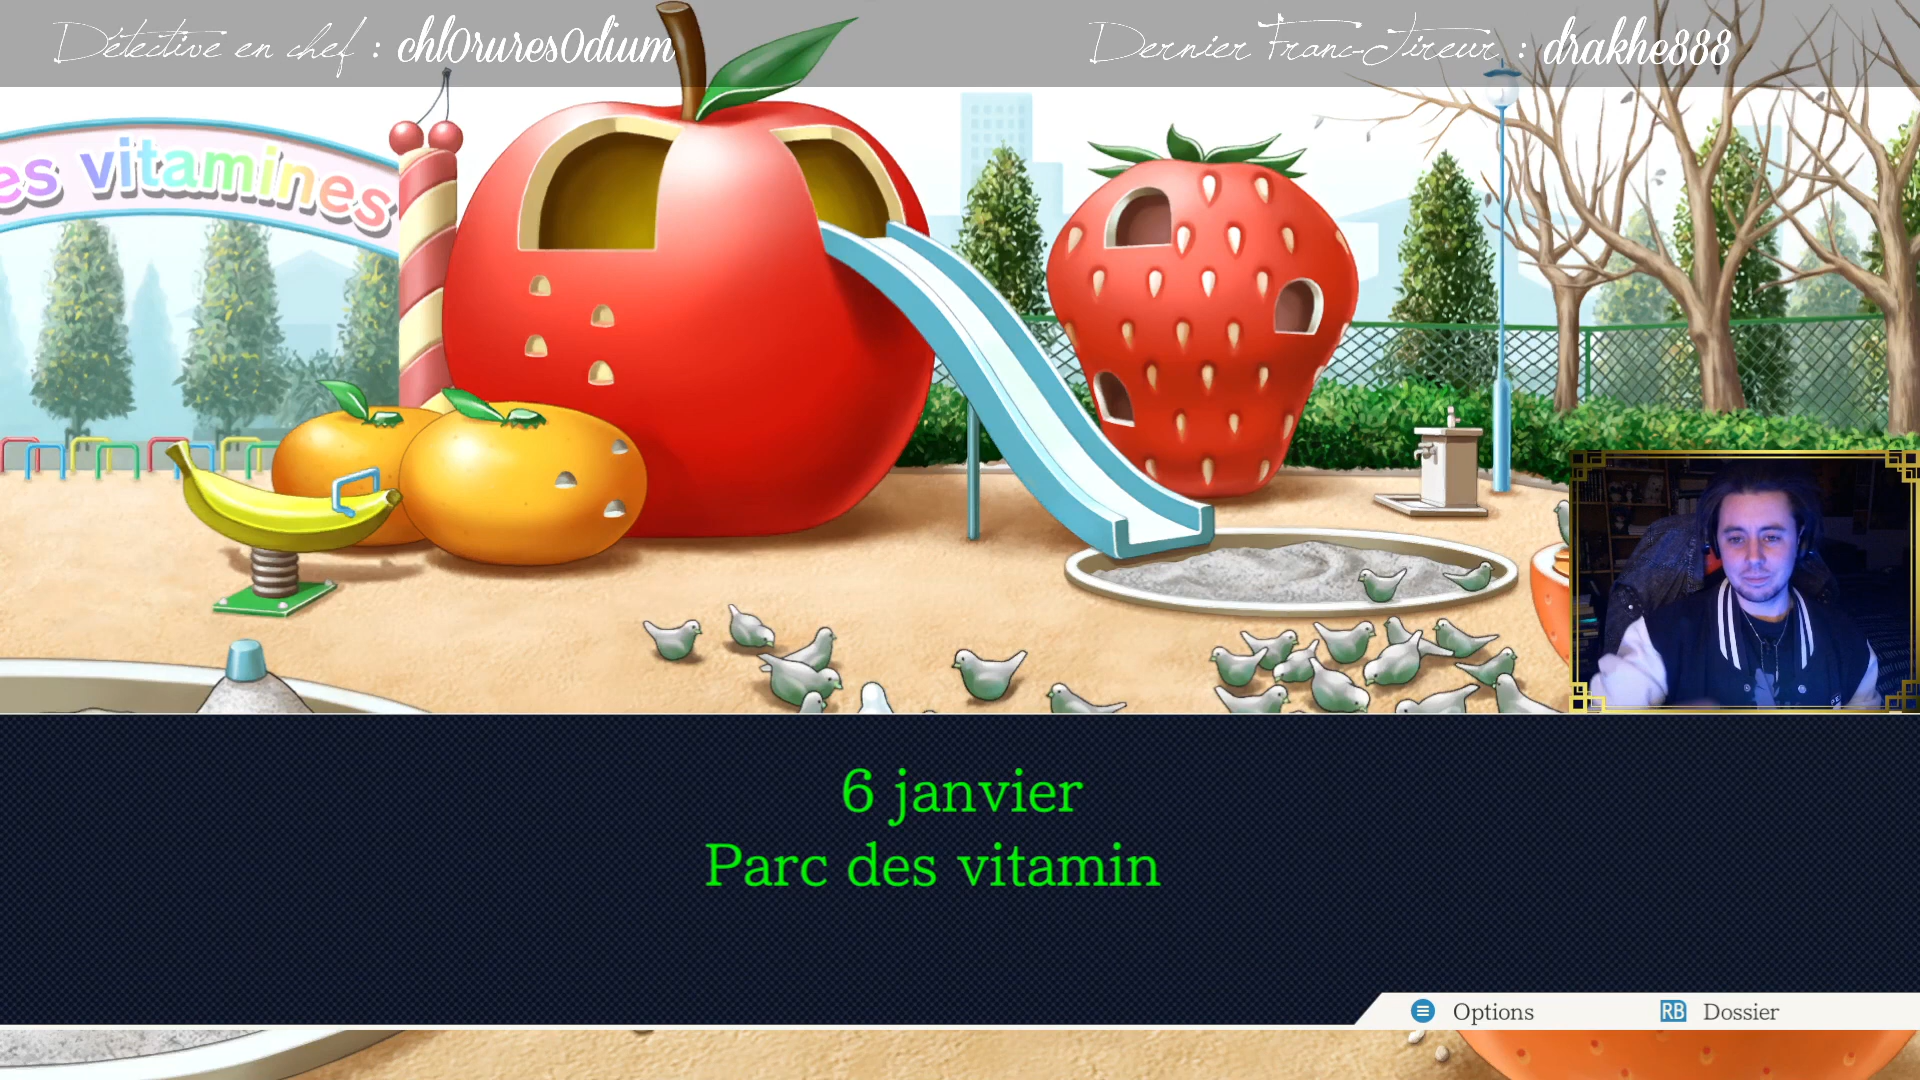 Détective en chef : chl0rures0dium
Dernier Franc-Tireur : drakhe888
es vitamines
6 janvier
Parc des vitamin
Options
RB Dossier